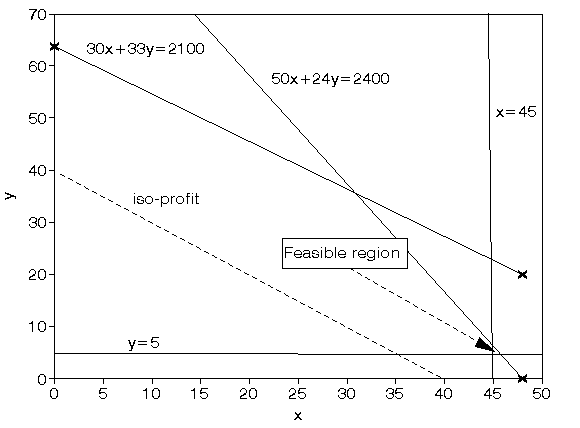 70
60
50
40
30
20
10
0
y
30x+33y=2100
50x+24y=2400
x=45
iso-profit
Feasible region
y=5
0 5 10 15 20 25 30 35 40 45 50
x